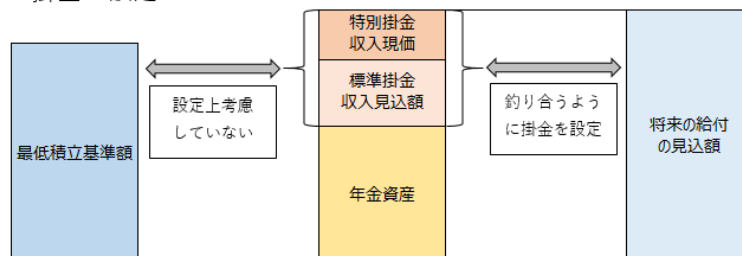 特別掛金
収入現価
標準掛金
収入見込額
設定上考慮
していない
釣り合うよう
に掛金を設定
最低積立基準額
年金資産
将来の給付
の見込額